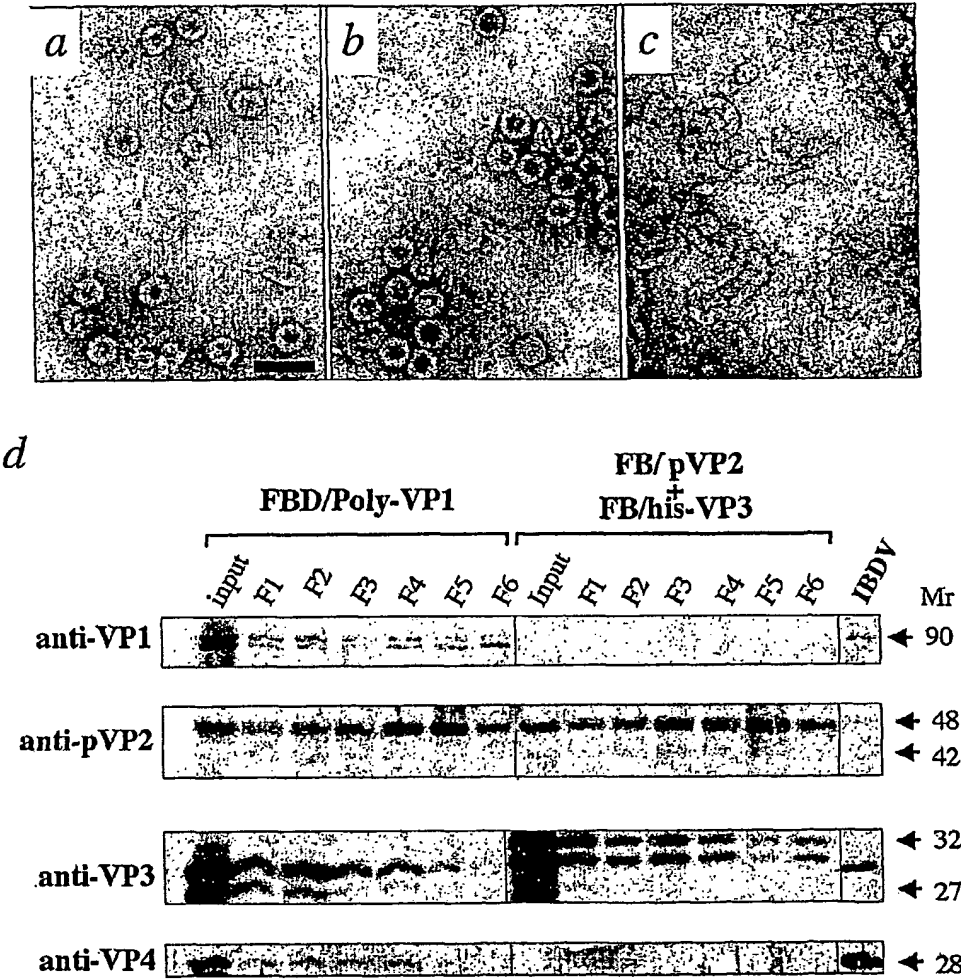 a b c
d
FBD/Poly-VP1
FB/pVP2
+
FB/his-VP3
input F1 F2 F3 F4 F5 F6 Input F1 F2 F3 F4 F5 F6 IBDV Mr
anti-VP1 90
anti-pVP2 48
42
anti-VP3 32
27
anti-VP4 28